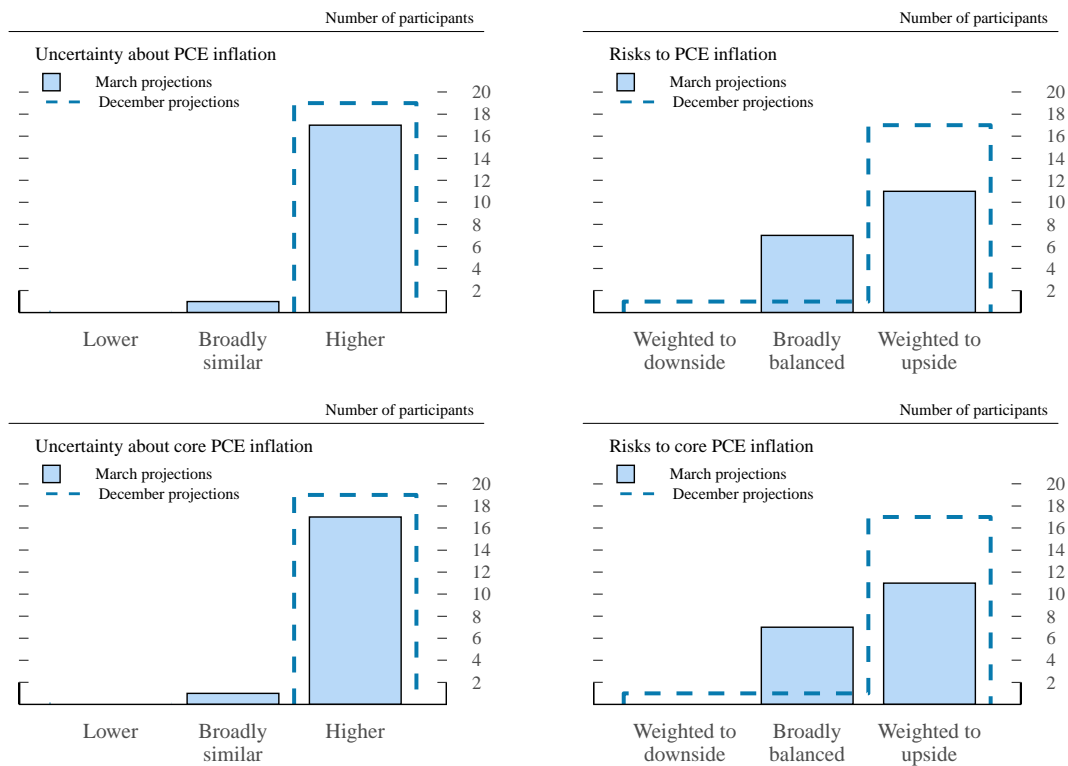 Number of participants
Uncertainty about PCE inflation
March projections
December projections
20
18
16
14
12
10
8
6
4
2
Lower
Broadly
similar
Higher
Number of participants
Risks to PCE inflation
March projections
December projections
20
18
16
14
12
10
8
6
4
2
Weighted to
downside
Broadly
balanced
Weighted to
upside
Number of participants
Uncertainty about core PCE inflation
March projections
December projections
20
18
16
14
12
10
8
6
4
2
Lower
Broadly
similar
Higher
Number of participants
Risks to core PCE inflation
March projections
December projections
20
18
16
14
12
10
8
6
4
2
Weighted to
downside
Broadly
balanced
Weighted to
upside